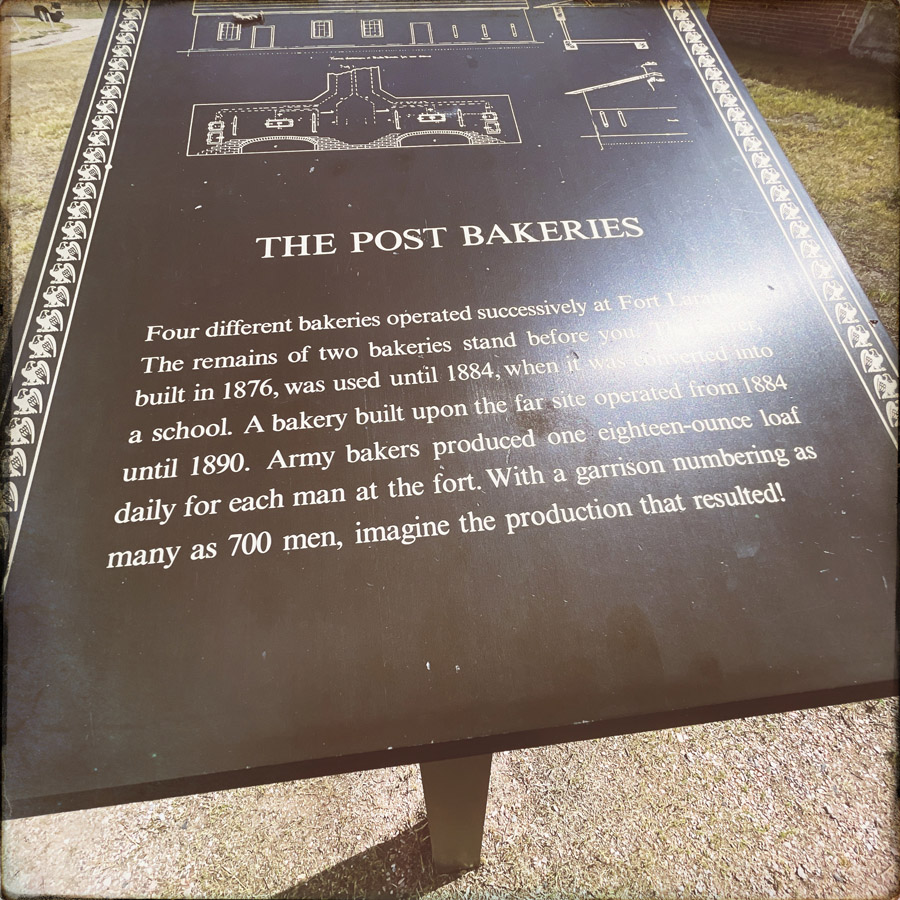 THE POST BAKERIES
Four different bakeries operated successively at Fort Laramie
The remains of two bakeries stand before you.
built in 1876, was used until 1884, when it was converted into
a school. A bakery built upon the far site operated from 1884
until 1890. Army bakers produced one eighteen-ounce loaf
daily for each man at the fort. With a garrison numbering as
many as 700 men, imagine the production that resulted!